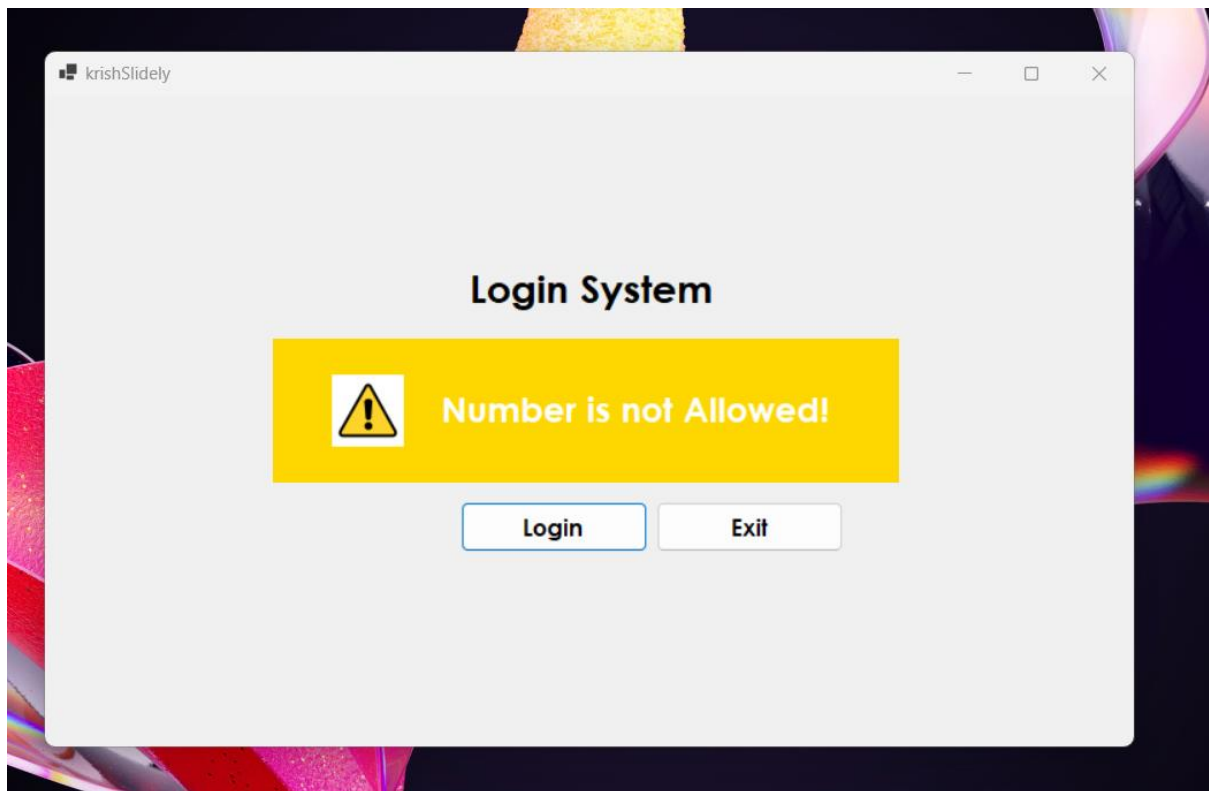 krishSlidely
Login System
Number is not Allowed!
Login
Exit